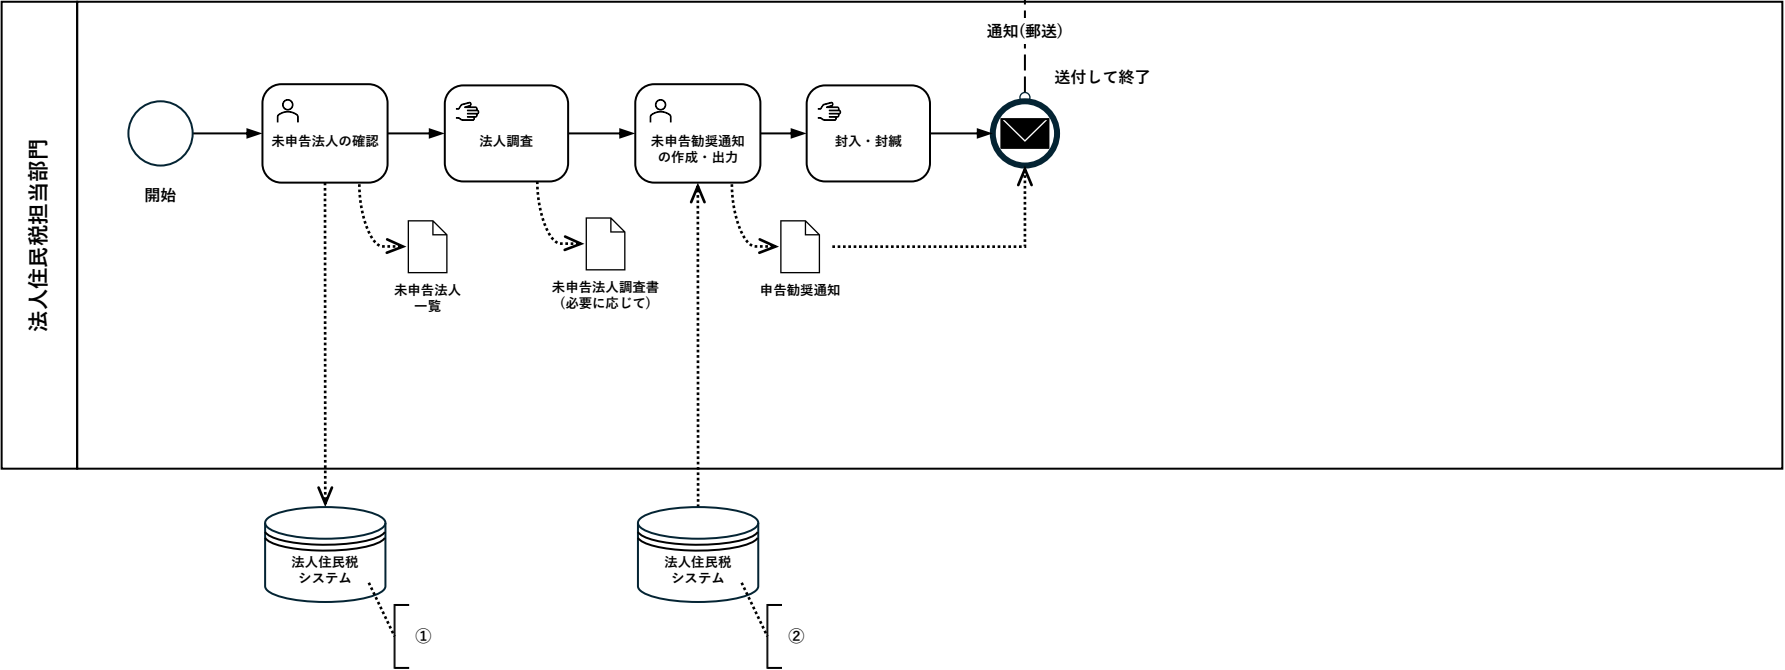 法人住民税担当部門
通知(郵送)
送付して終了
開始
未申告法人の確認
法人調査
未申告勧奨通知
の作成・出力
封入・封緘
未申告法人
一覧
未申告法人調査書
(必要に応じて)
申告勧奨通知
法人住民税
システム
①
法人住民税
システム
②